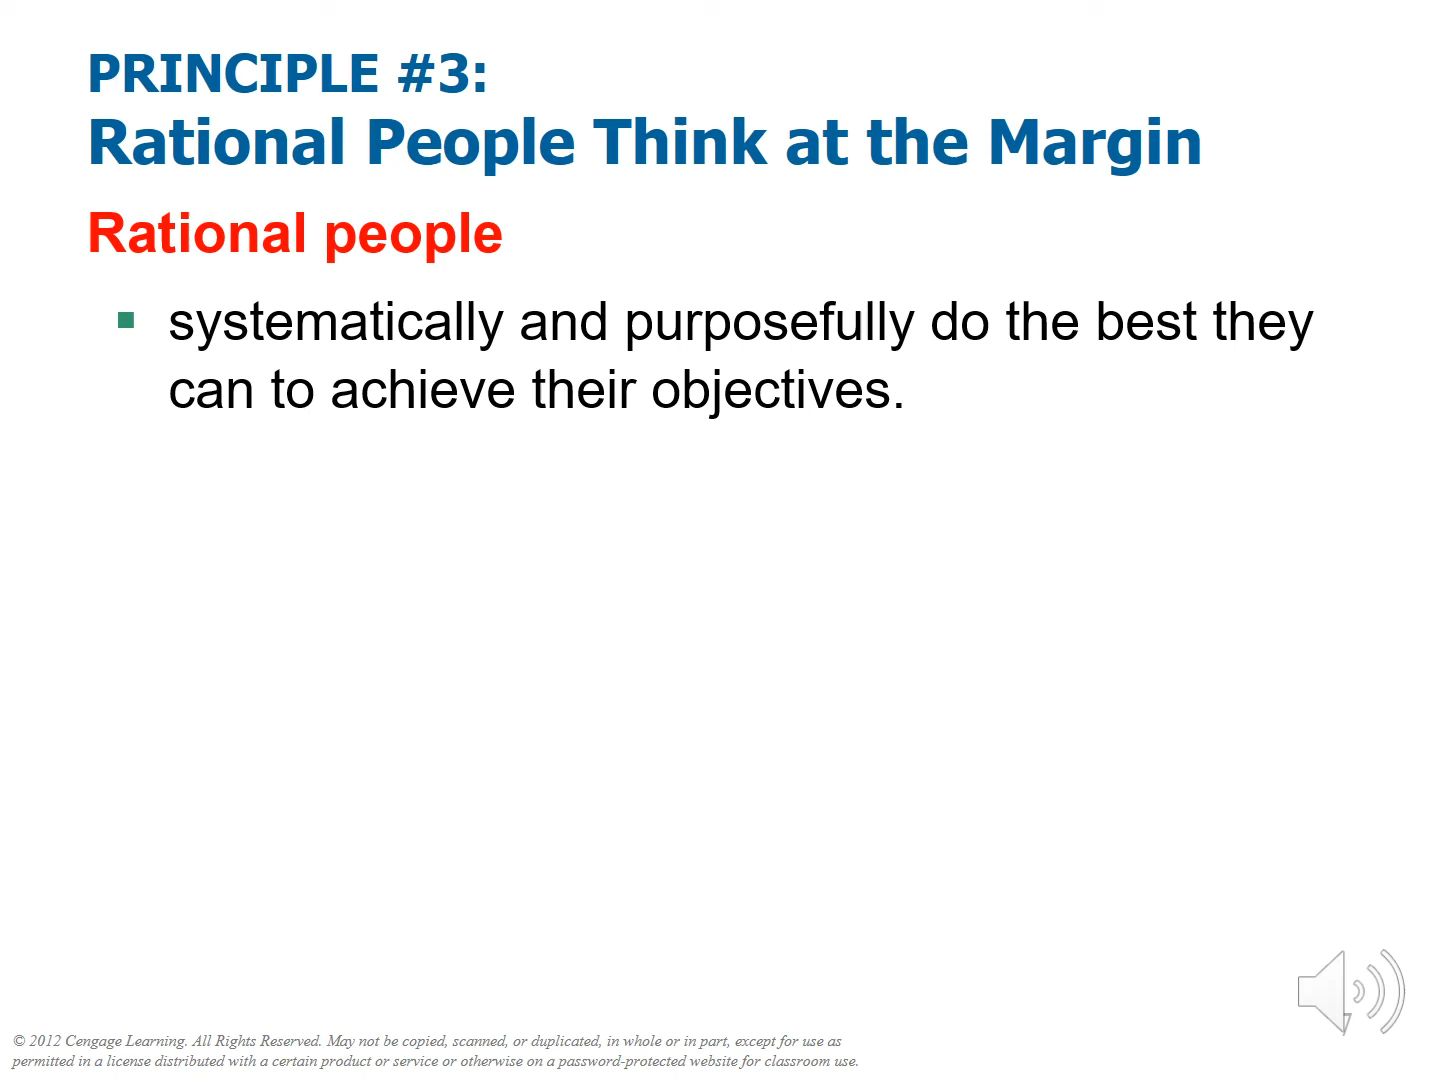 PRINCIPLE #3:
Rational People Think at the Margin
Rational people
▪ systematically and purposefully do the best they
can to achieve their objectives.
© 2012 Cengage Learning. All Rights Reserved. May not be copied, scanned, or duplicated, in whole or in part, except for use as
permitted in a license distributed with a certain product or service or otherwise on a password-protected website for classroom use.